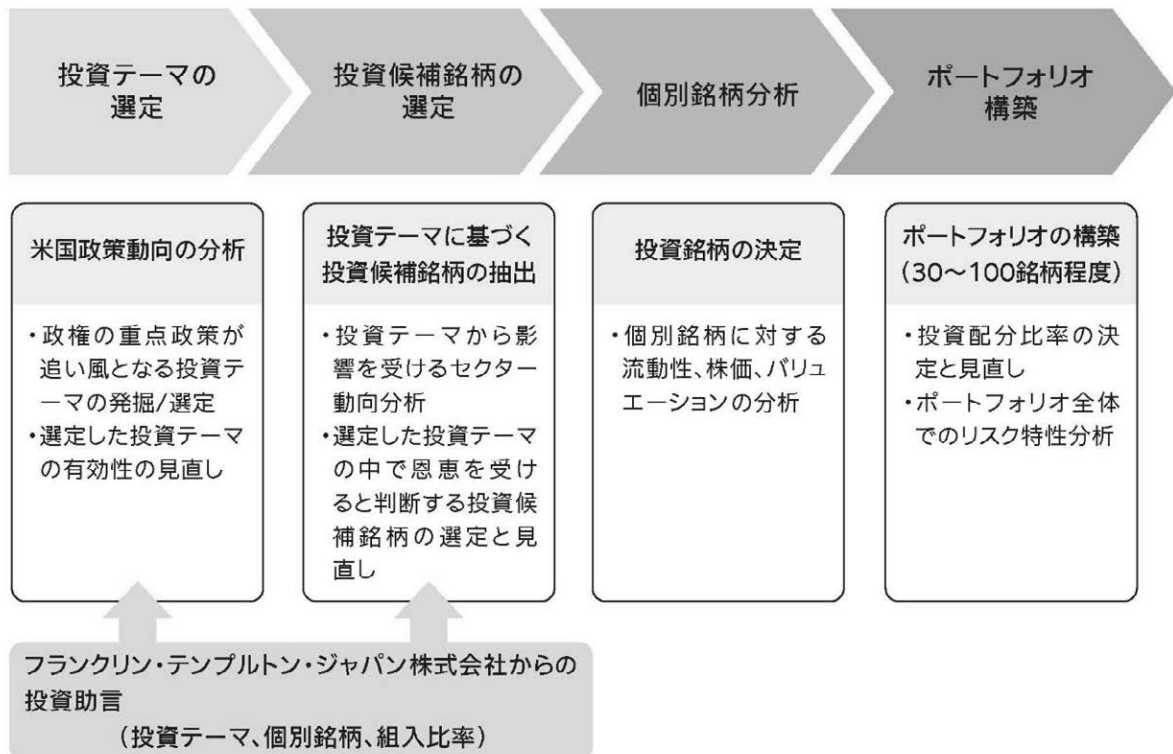 投資テーマの
選定
投資候補銘柄の
選定
個別銘柄分析
ポートフォリオ
構築
米国政策動向の分析
・政権の重点政策が
追い風となる投資テ
ーマの発掘/選定
・選定した投資テーマ
の有効性の見直し
投資テーマに基づく
投資候補銘柄の抽出
・投資テーマから影
響を受けるセクター
動向分析
・選定した投資テーマ
の中で恩恵を受け
ると判断する投資候
補銘柄の選定と見
直し
投資銘柄の決定
・個別銘柄に対する
流動性、株価、バリュ
エーションの分析
ポートフォリオの構築
(30〜100銘柄程度)
・投資配分比率の決
定と見直し
・ポートフォリオ全体
でのリスク特性分析
フランクリン・テンプルトン・ジャパン株式会社からの
投資助言
(投資テーマ、個別銘柄、組入比率)